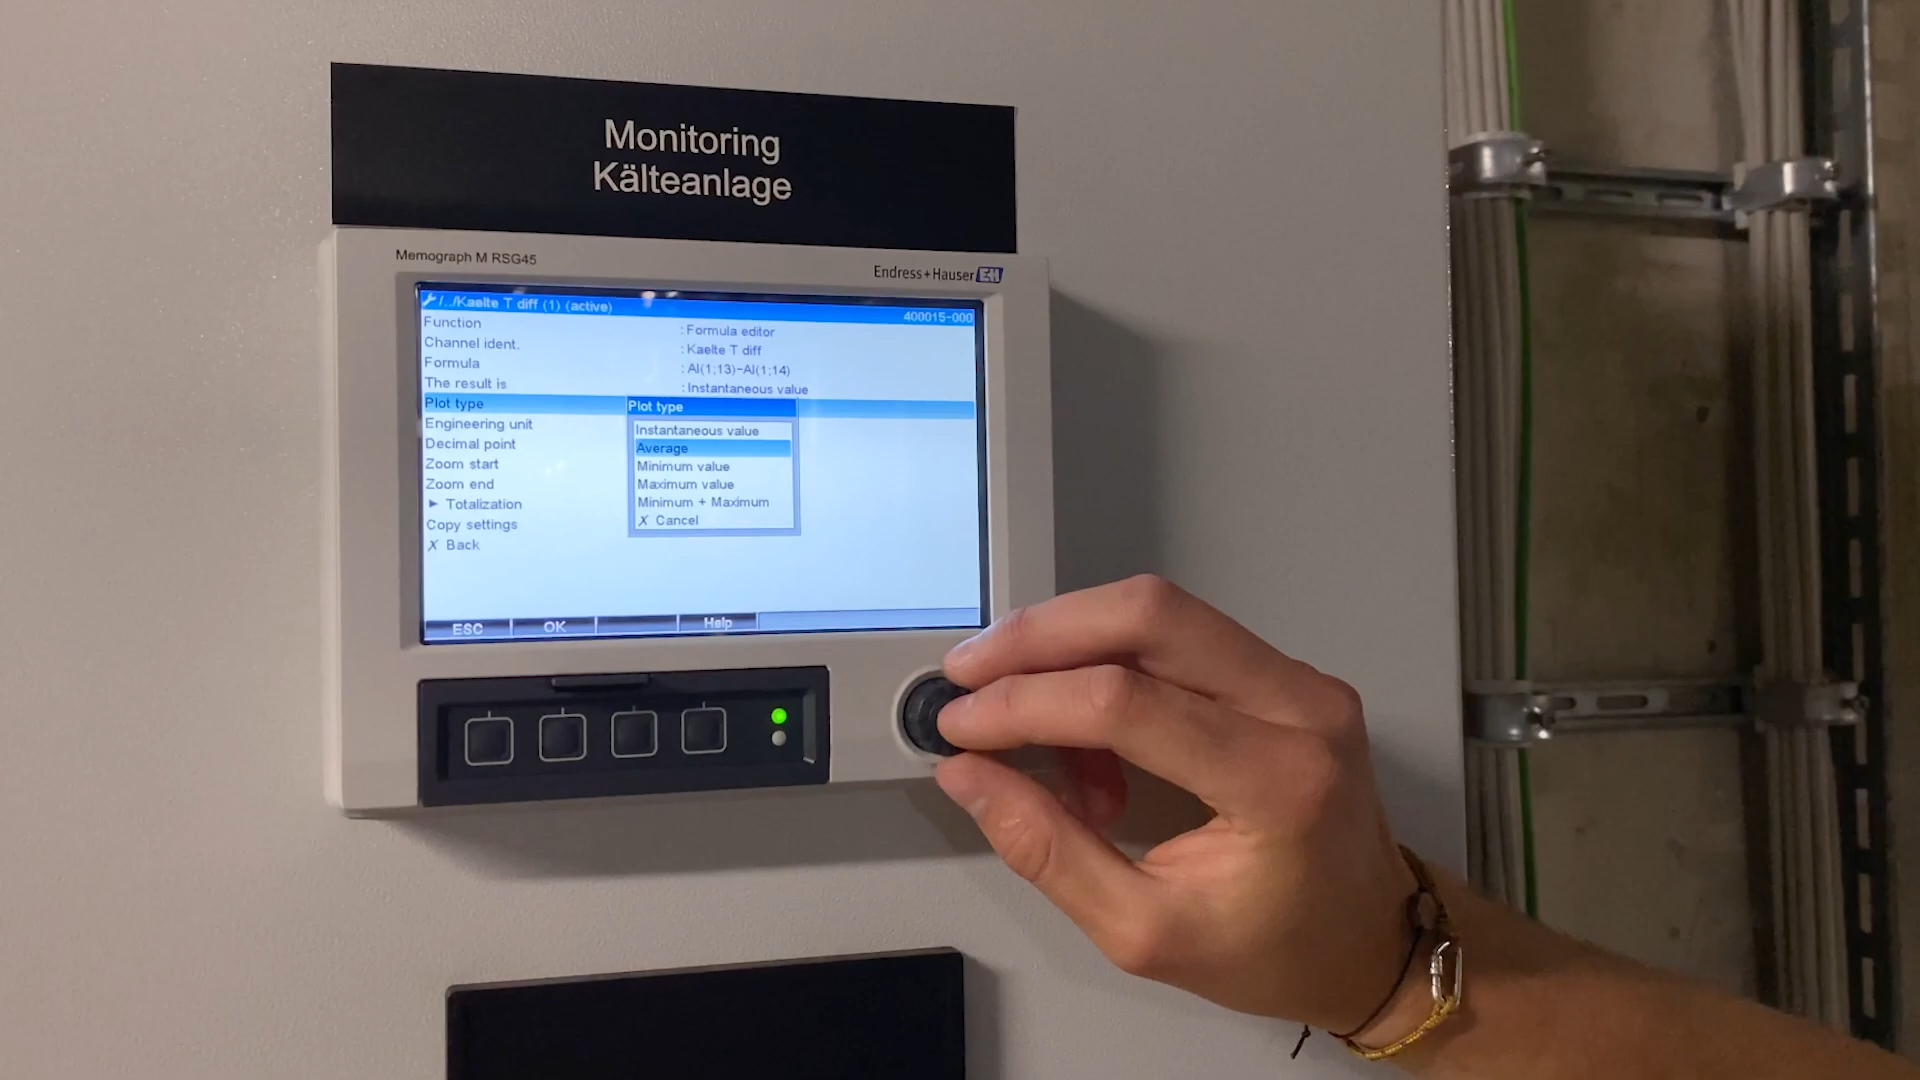 Monitoring
Kälteanlage
Memograph M RSG45
Endress+Hauser EH
/../Kaelte T diff (1) (active) 400015-000
Function : Formula editor
Channel ident. : Kaelte T diff
Formula : AI(1;13)-AI(1;14)
The result is : Instantaneous value
Plot type
Engineering unit
Decimal point
Zoom start
Zoom end
► Totalization
Copy settings
X Back
Plot type
Instantaneous value
Average
Minimum value
Maximum value
Minimum + Maximum
X Cancel
ESC OK Help